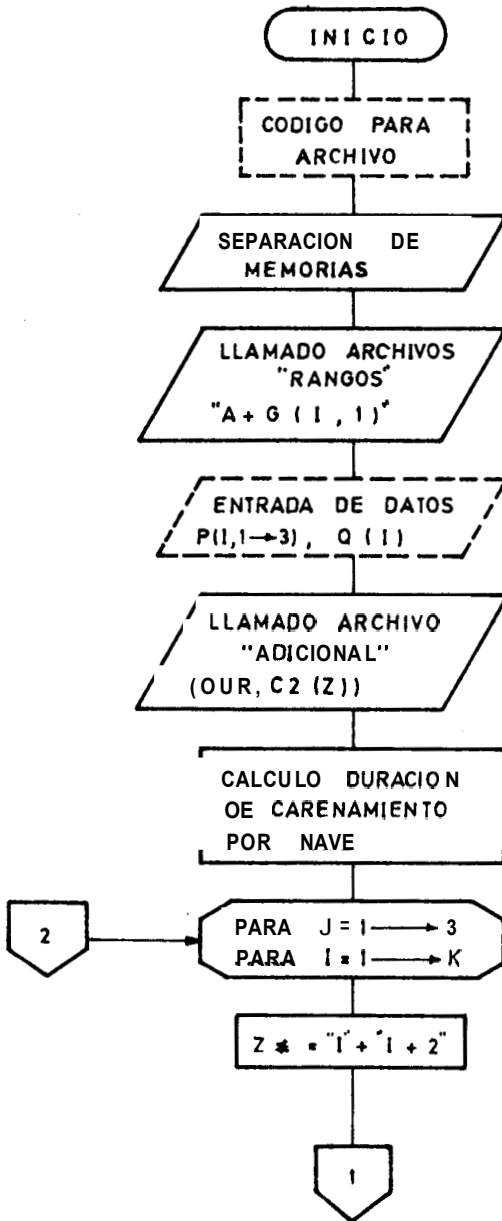 INICIO
CODIGO PARA
ARCHIVO
SEPARACION DE
MEMORIAS
LLAMADO ARCHIVOS
"RANGOS"
"A + G ( I , 1 )"
ENTRADA DE DATOS
P(I,1→3), Q ( I )
LLAMADO ARCHIVO
"ADICIONAL"
(OUR, C2 (Z))
CALCULO DURACION
OE CARENAMIENTO
POR NAVE
2
PARA J = 1 → 3
PARA I = 1 → K
Z = "I" + "I + 2"
1